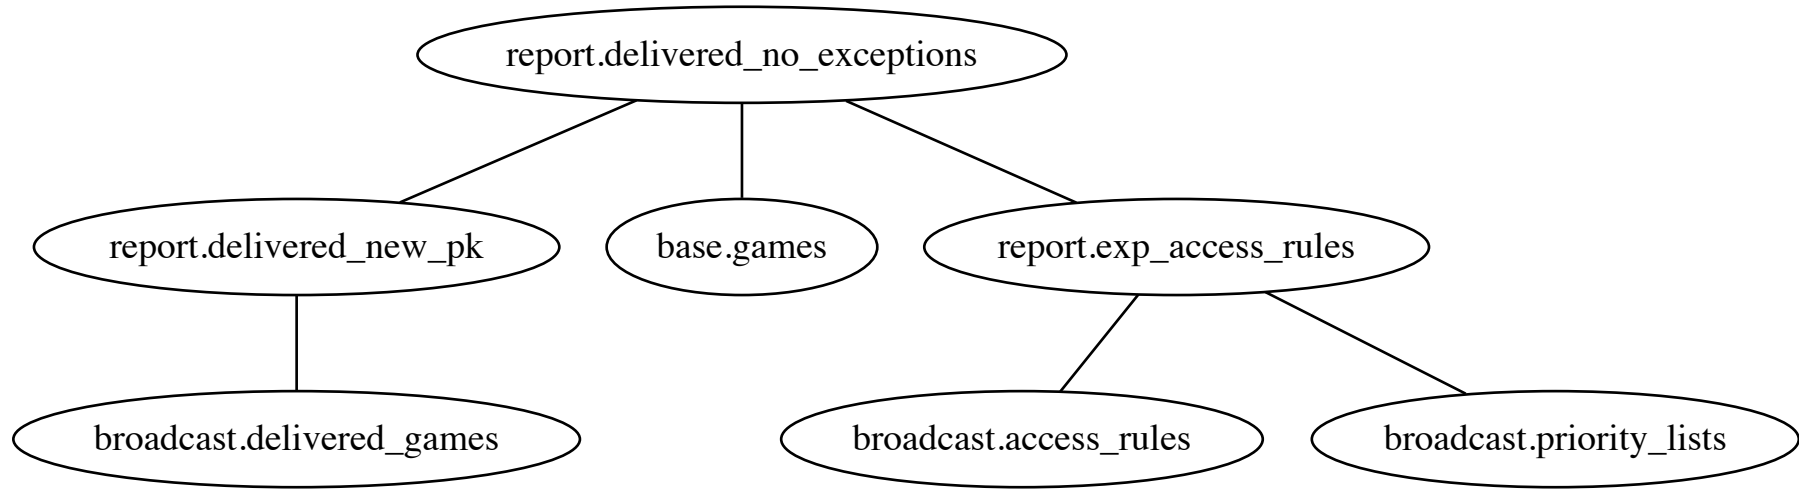 report.delivered_no_exceptions
report.delivered_new_pk
base.games
report.exp_access_rules
broadcast.delivered_games
broadcast.access_rules
broadcast.priority_lists